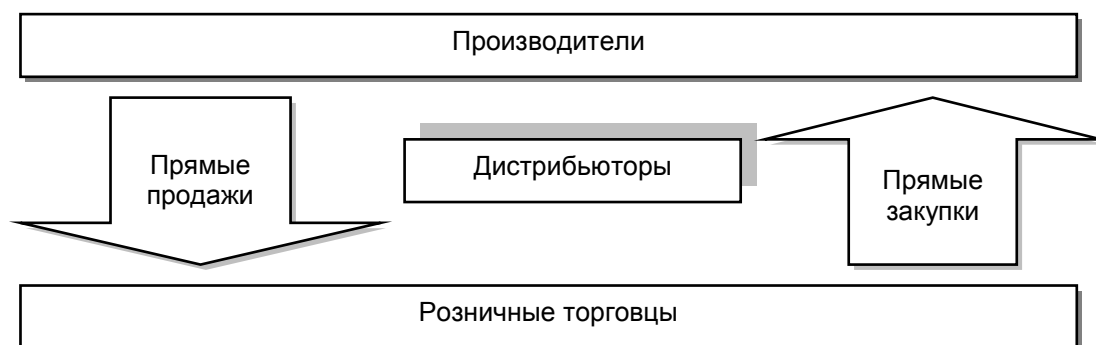 Производители
Прямые
продажи
Дистрибьюторы
Прямые
закупки
Розничные торговцы